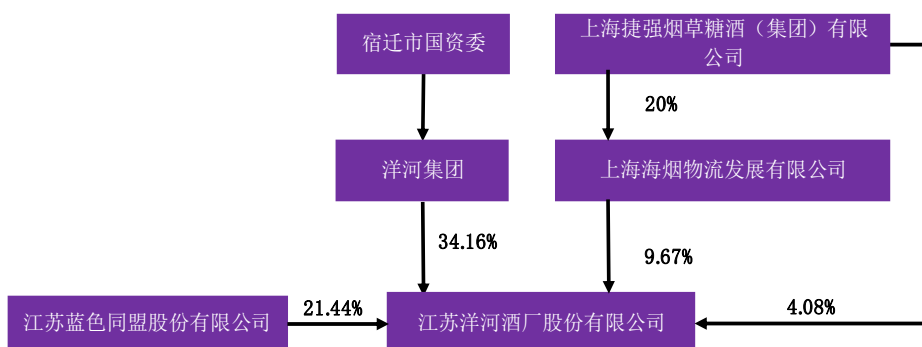 宿迁市国资委
上海捷强烟草糖酒（集团）有限
公司
20%
洋河集团
上海海烟物流发展有限公司
34.16%
9.67%
江苏蓝色同盟股份有限公司
21.44%
江苏洋河酒厂股份有限公司
4.08%